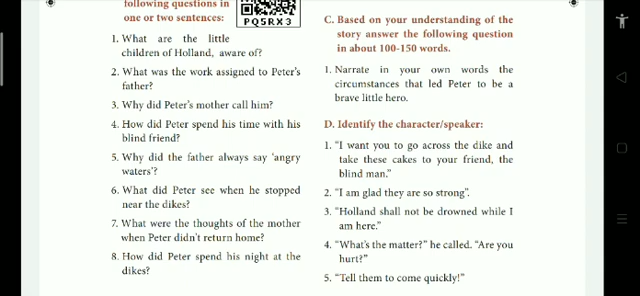 following questions in
one or two sentences:
PQ5RX3
1. What are the little
children of Holland, aware of?
2. What was the work assigned to Peter's
father?
3. Why did Peter's mother call him?
4. How did Peter spend his time with his
blind friend?
5. Why did the father always say 'angry
waters'?
6. What did Peter see when he stopped
near the dikes?
7. What were the thoughts of the mother
when Peter didn't return home?
8. How did Peter spend his night at the
dikes?
C. Based on your understanding of the
story answer the following question
in about 100-150 words.
1. Narrate in your own words the
circumstances that led Peter to be a
brave little hero.
D. Identify the character/speaker:
1. "I want you to go across the dike and
take these cakes to your friend, the
blind man."
2. "I am glad they are so strong".
3. "Holland shall not be drowned while I
am here."
4. "What's the matter?" he called. "Are you
hurt?"
5. "Tell them to come quickly!"